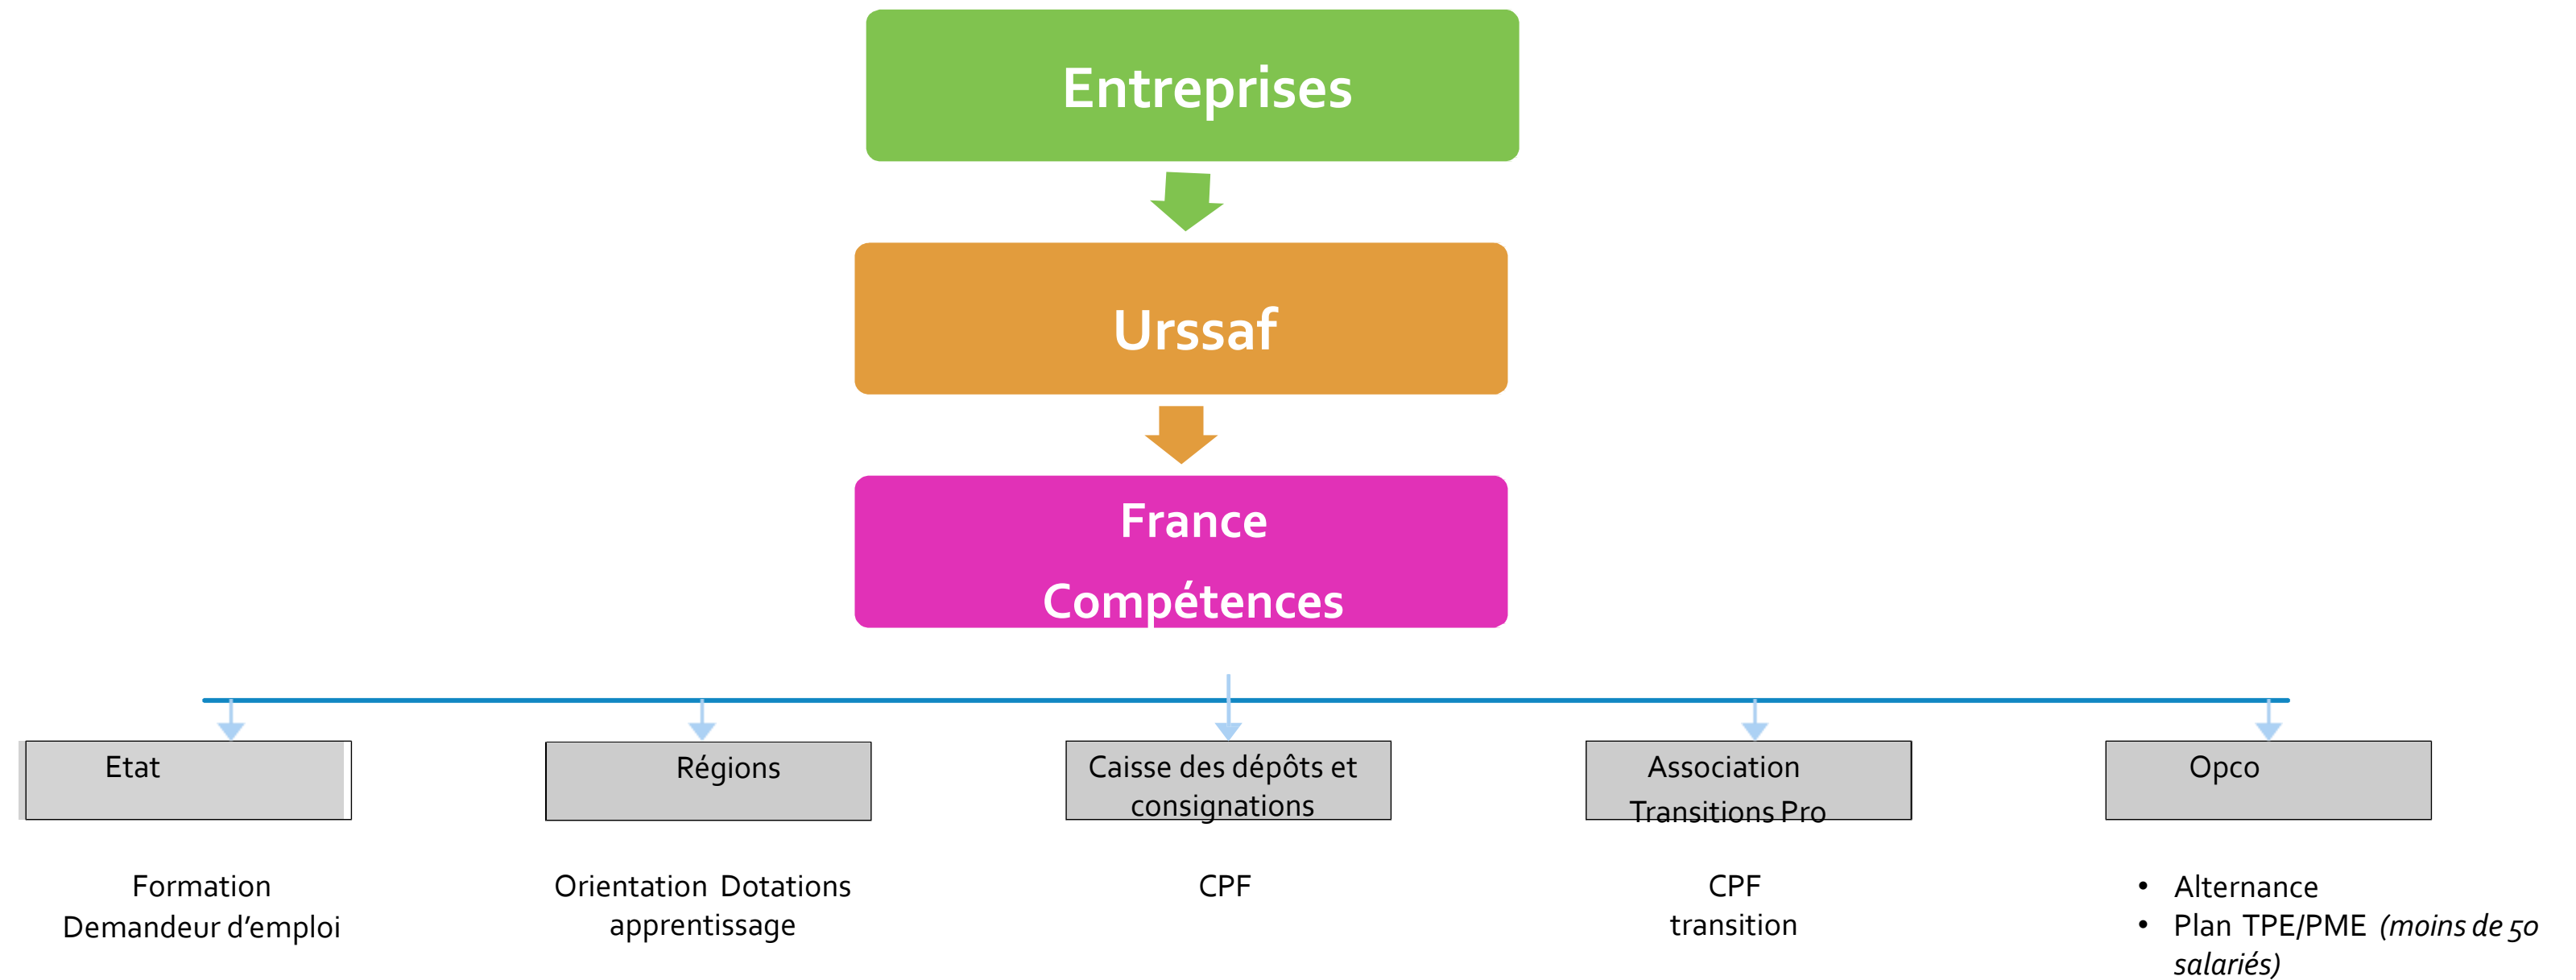 Entreprises
Urssaf
France
Compétences
Etat
Régions
Caisse des dépôts et
consignations
Association
Transitions Pro
Opco
Formation
Demandeur d'emploi
Orientation Dotations
apprentissage
CPF
CPF
transition
• Alternance
• Plan TPE/PME (moins de 50
salariés)